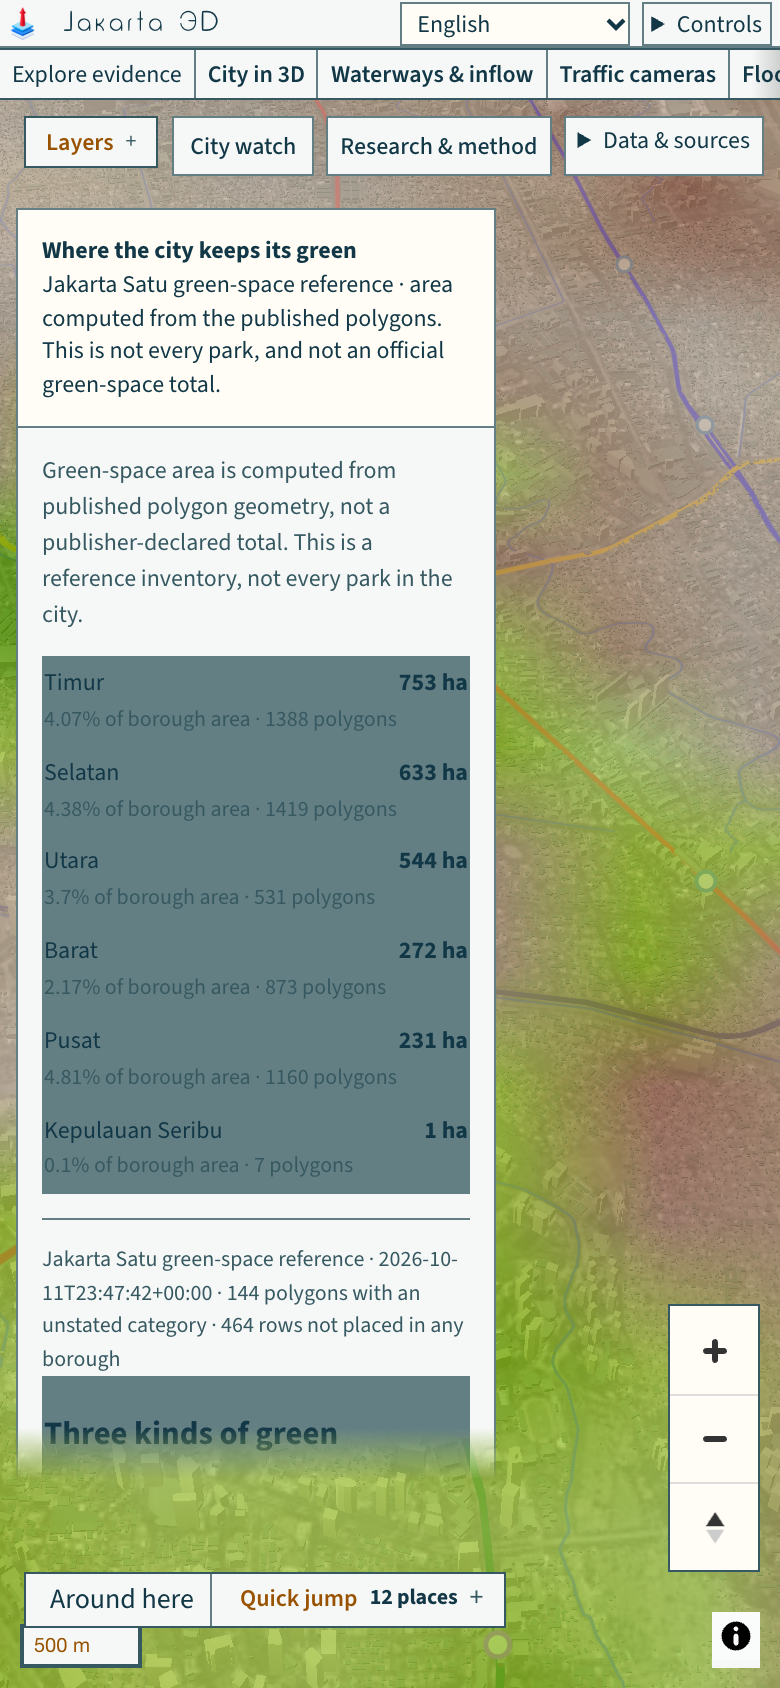 Jakarta 3D
English
Controls
Explore evidence
City in 3D
Waterways & inflow
Traffic cameras
Layers +
City watch
Research & method
Data & sources
Where the city keeps its green
Jakarta Satu green-space reference · area
computed from the published polygons.
This is not every park, and not an official
green-space total.
Green-space area is computed from
published polygon geometry, not a
publisher-declared total. This is a
reference inventory, not every park in the
city.
Timur 753 ha
4.07% of borough area · 1388 polygons
Selatan 633 ha
4.38% of borough area · 1419 polygons
Utara 544 ha
3.7% of borough area · 531 polygons
Barat 272 ha
2.17% of borough area · 873 polygons
Pusat 231 ha
4.81% of borough area · 1160 polygons
Kepulauan Seribu 1 ha
0.1% of borough area · 7 polygons
Jakarta Satu green-space reference · 2026-10-
11T23:47:42+00:00 · 144 polygons with an
unstated category · 464 rows not placed in any
borough
Three kinds of green
Around here
Quick jump 12 places +
500 m